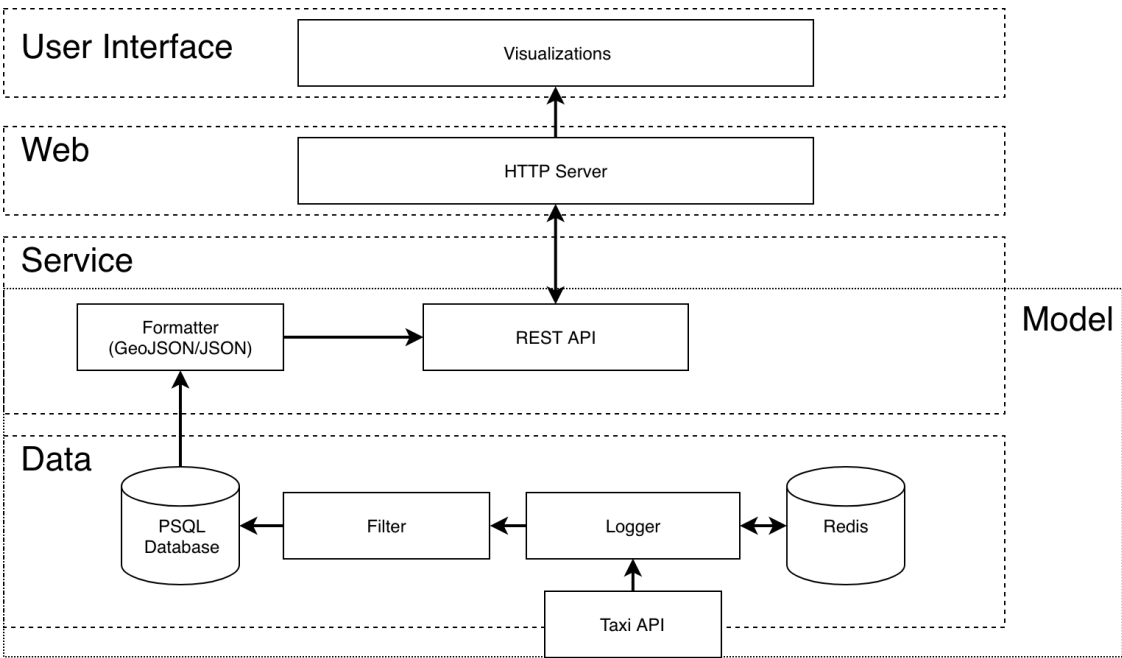 User Interface
Visualizations
Web
HTTP Server
Service
Model
Formatter
(GeoJSON/JSON)
REST API
Data
PSQL
Database
Filter
Logger
Redis
Taxi API